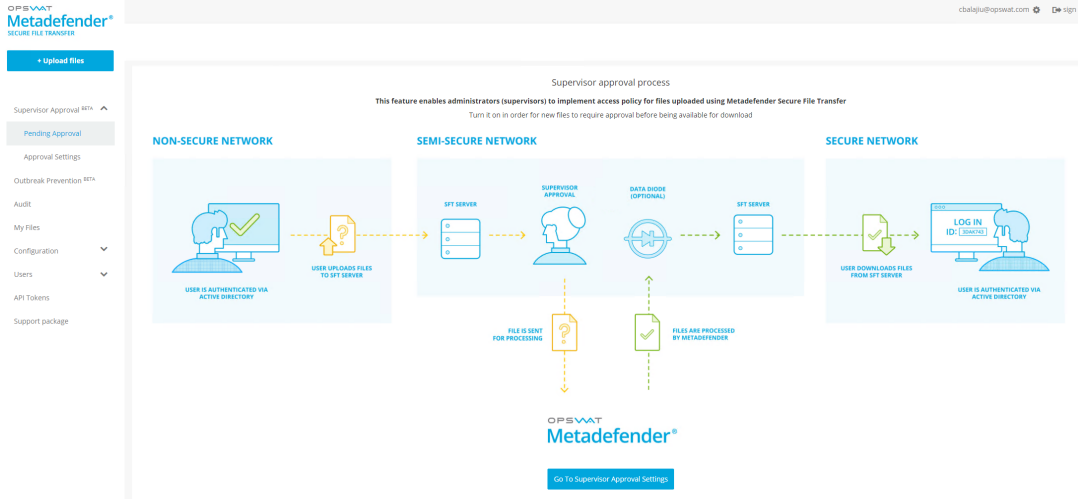 OPSWAT
Metadefender®
SECURE FILE TRANSFER
cbalajiu@opswat.com
sign
+ Upload files
Supervisor Approval BETA
Pending Approval
Approval Settings
Outbreak Prevention BETA
Audit
My Files
Configuration
Users
API Tokens
Support package
Supervisor approval process
This feature enables administrators (supervisors) to implement access policy for files uploaded using Metadefender Secure File Transfer
Turn it on in order for new files to require approval before being available for download
NON-SECURE NETWORK
USER IS AUTHENTICATED VIA
ACTIVE DIRECTORY
?
USER UPLOADS FILES
TO SFT SERVER
SEMI-SECURE NETWORK
SFT SERVER
SUPERVISOR
APPROVAL
DATA DIODE
(OPTIONAL)
SFT SERVER
SECURE NETWORK
USER DOWNLOADS FILES
FROM SFT SERVER
LOG IN
ID: 3DAK743
USER IS AUTHENTICATED VIA
ACTIVE DIRECTORY
FILE IS SENT
FOR PROCESSING
?
FILES ARE PROCESSED
BY METADEFENDER
OPSWAT
Metadefender®
Go To Supervisor Approval Settings